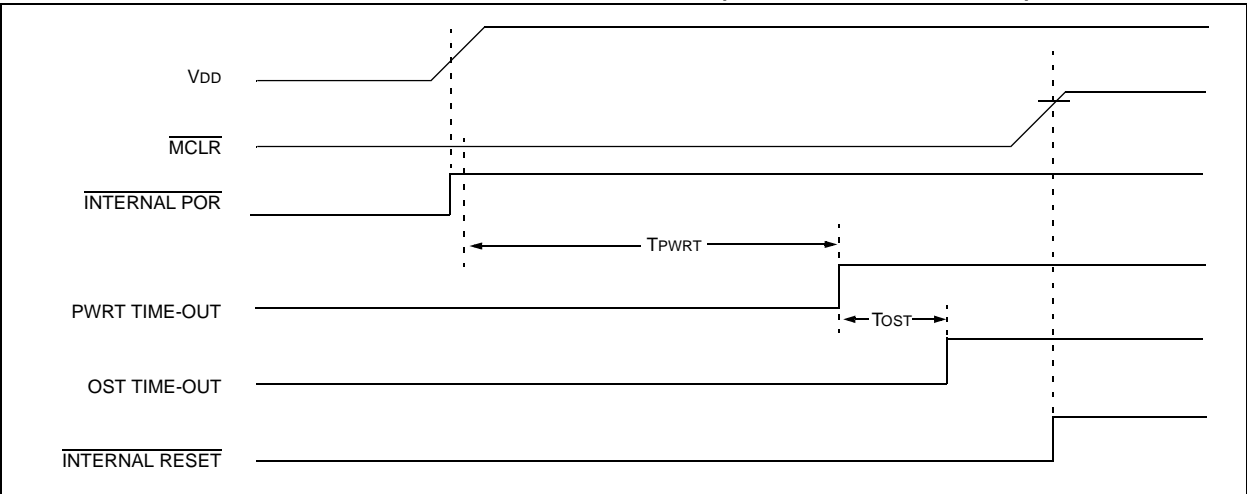 VDD
MCLR
INTERNAL POR
TPWRT
PWRT TIME-OUT
TOST
OST TIME-OUT
INTERNAL RESET